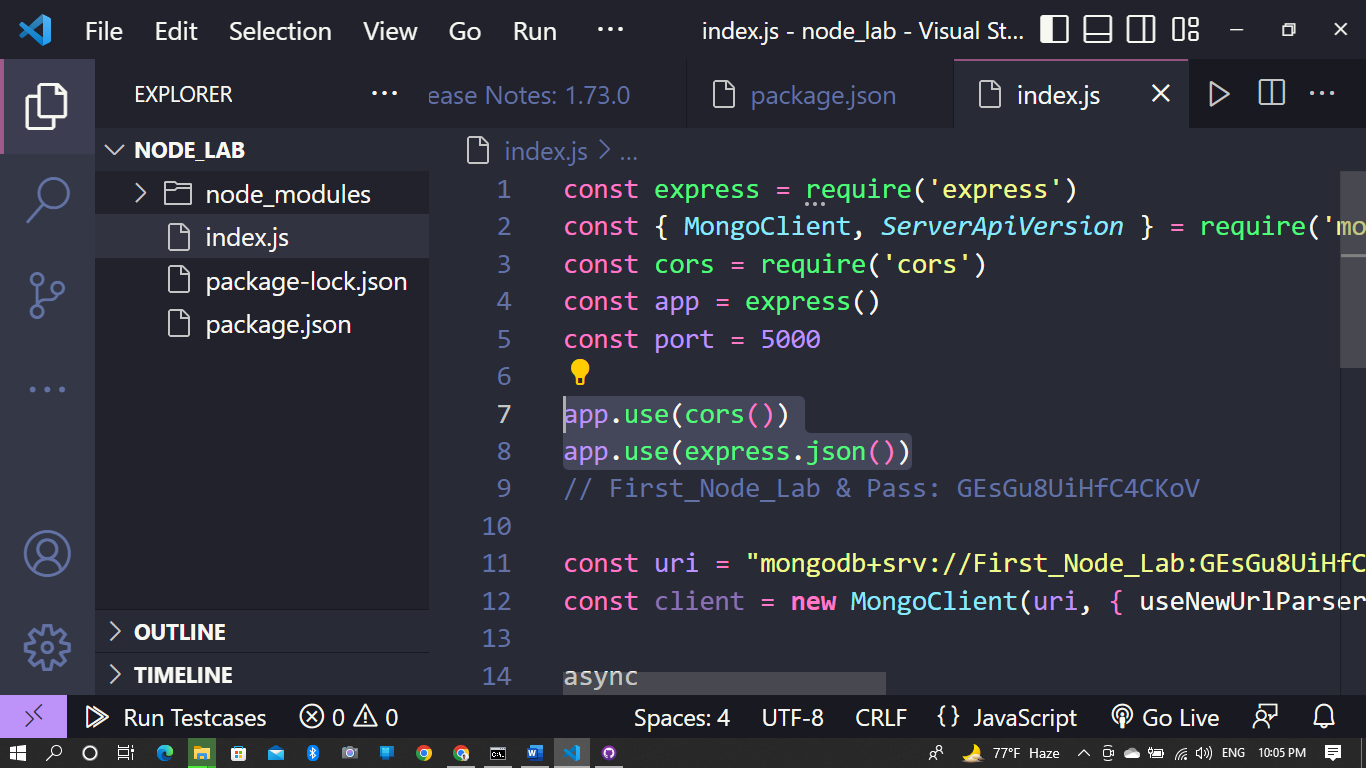 File Edit Selection View Go Run ··· index.js - node_lab - Visual St...
EXPLORER ···
ease Notes: 1.73.0 package.json index.js
NODE_LAB
node_modules
index.js
package-lock.json
package.json
OUTLINE
TIMELINE
index.js > ...
1 const express = require('express')
2 const { MongoClient, ServerApiVersion } = require('mo
3 const cors = require('cors')
4 const app = express()
5 const port = 5000
6
7 app.use(cors())
8 app.use(express.json())
9 // First_Node_Lab & Pass: GEsGu8UiHfC4CKoV
10
11 const uri = "mongodb+srv://First_Node_Lab:GEsGu8UiHfC
12 const client = new MongoClient(uri, { useNewUrlParser
13
14 async
Run Testcases 0 0 Spaces: 4 UTF-8 CRLF {} JavaScript Go Live
77°F Haze ENG 10:05 PM